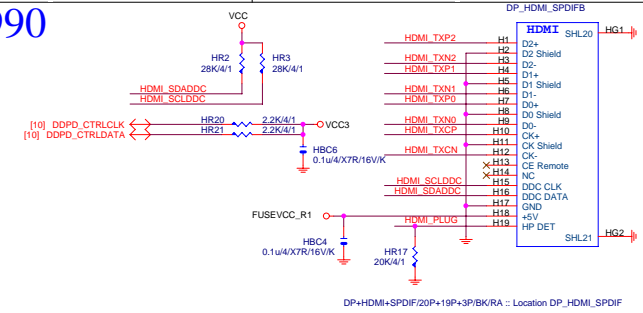 990
VCC
HR2
28K/4/1
HR3
28K/4/1
HDMI_SDADDC
HDMI_SCLDDC
[10] DDPD_CTRLCLK
[10] DDPD_CTRLDATA
HR20
2.2K/4/1
HR21
2.2K/4/1
VCC3
HBC6
0.1u/4/X7R/16V/K
FUSEVCC_R1
HBC4
0.1u/4/X7R/16V/K
HR17
20K/4/1
DP_HDMI_SPDIFB
HDMI
SHL20 HG1
HDMI_TXP2 H1 D2+
H2 D2 Shield
HDMI_TXN2 H3 D2-
HDMI_TXP1 H4 D1+
H5 D1 Shield
HDMI_TXN1 H6 D1-
HDMI_TXP0 H7 D0+
H8 D0 Shield
HDMI_TXN0 H9 D0-
HDMI_TXCP H10 CK+
H11 CK Shield
HDMI_TXCN H12 CK-
H13 CE Remote
H14 NC
HDMI_SCLDDC H15 DDC CLK
HDMI_SDADDC H16 DDC DATA
H17 GND
H18 +5V
HDMI_PLUG H19 HP DET
SHL21 HG2
DP+HDMI+SPDIF/20P+19P+3P/BK/RA :: Location DP_HDMI_SPDIF